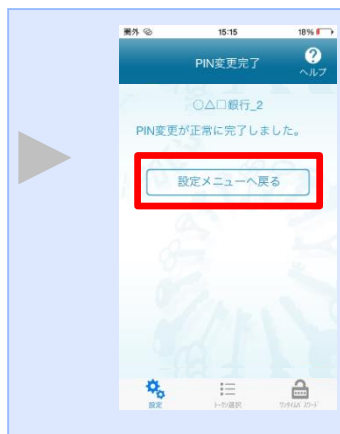 圏外 15:15 18%
PIN変更完了
ヘルプ
○△□銀行_2
PIN変更が正常に完了しました。
設定メニューへ戻る
設定
トークン選択
ワンタイムパスワード